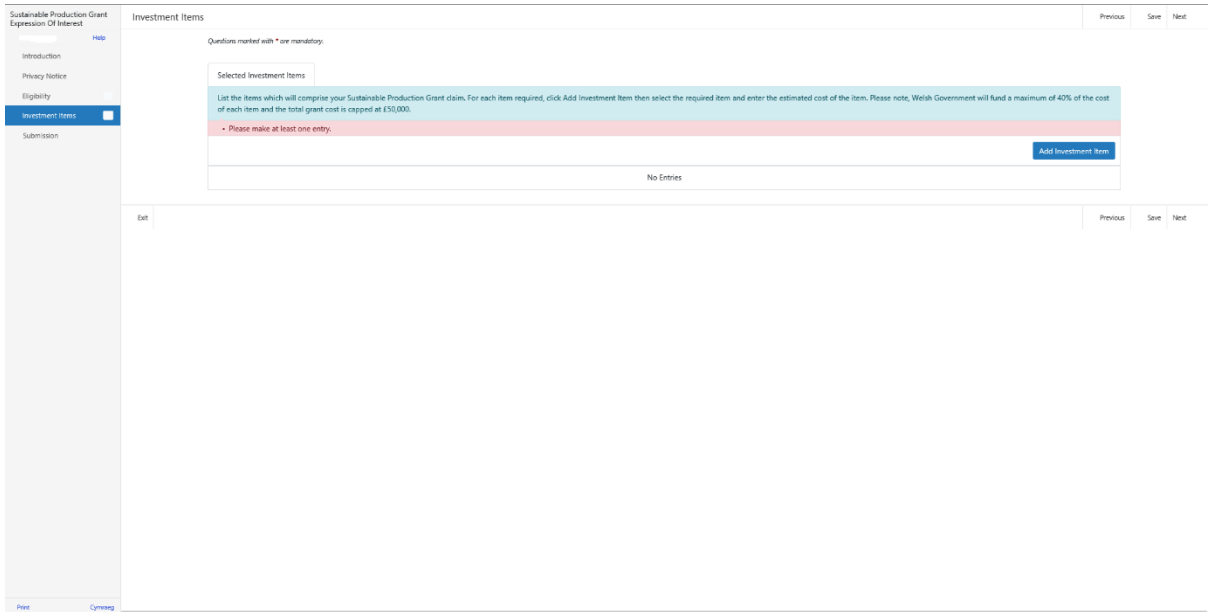 Sustainable Production Grant
Expression Of Interest
Help
Introduction
Privacy Notice
Eligibility
Investment Items
Submission
Print
Cymraeg
Investment Items
Previous
Save
Next
Questions marked with * are mandatory.
Selected Investment Items
List the items which will comprise your Sustainable Production Grant claim. For each item required, click Add Investment Item then select the required item and enter the estimated cost of the item. Please note, Welsh Government will fund a maximum of 40% of the cost
of each item and the total grant cost is capped at £50,000.
• Please make at least one entry.
Add Investment Item
No Entries
Exit
Previous
Save
Next